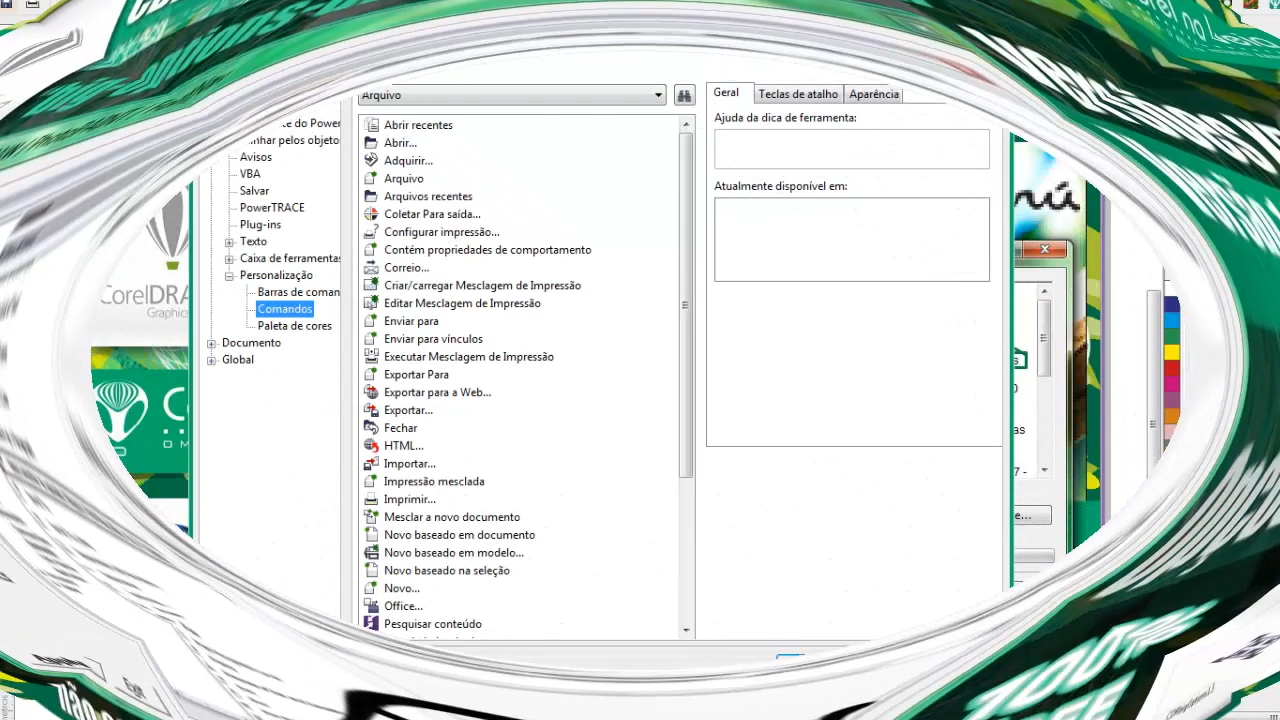 Arquivo
Geral
Teclas de atalho
Aparência
Ajuda da dica de ferramenta:
Atualmente disponível em:
Avisos
VBA
Salvar
PowerTRACE
Plug-ins
Texto
Caixa de ferramenta
Personalização
Barras de coman
Comandos
Paleta de cores
Documento
Global
Abrir recentes
Abrir...
Adquirir...
Arquivo
Arquivos recentes
Coletar Para saída...
Configurar impressão...
Contém propriedades de comportamento
Correio...
Criar/carregar Mesclagem de Impressão
Editar Mesclagem de Impressão
Enviar para
Enviar para vínculos
Executar Mesclagem de Impressão
Exportar Para
Exportar para a Web...
Exportar...
Fechar
HTML...
Importar...
Impressão mesclada
Imprimir...
Mesclar a novo documento
Novo baseado em documento
Novo baseado em modelo...
Novo baseado na seleção
Novo...
Office...
Pesquisar conteúdo
CorelDRA
Graphics